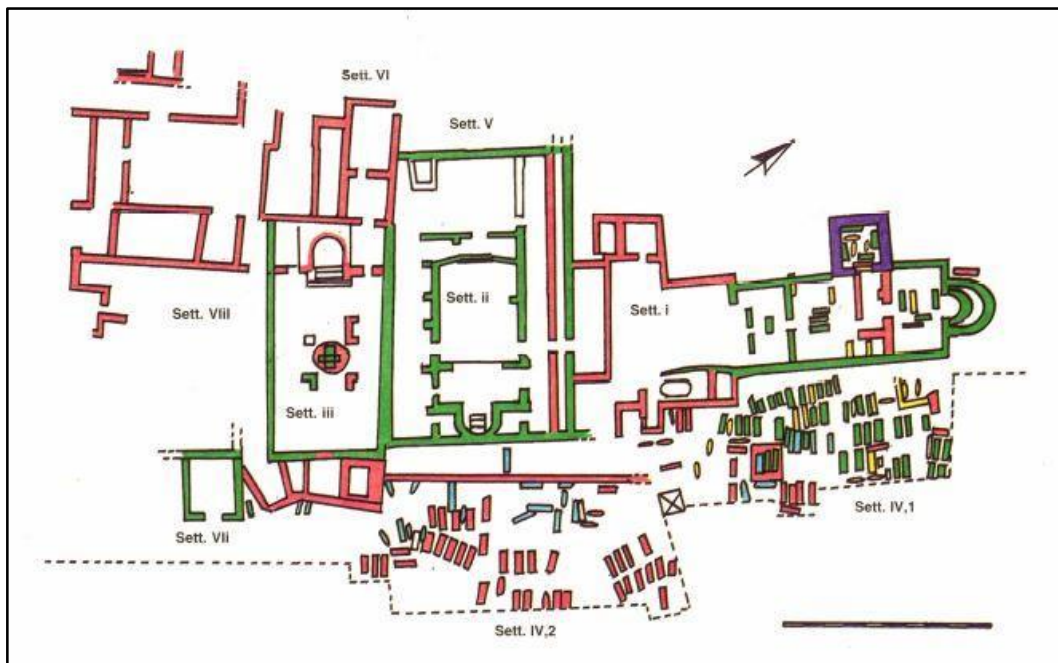 Sett. VI
Sett. V
Sett. ii
Sett. i
Sett. VIiI
Sett. iii
Sett. IV,1
Sett. VIi
Sett. IV,2